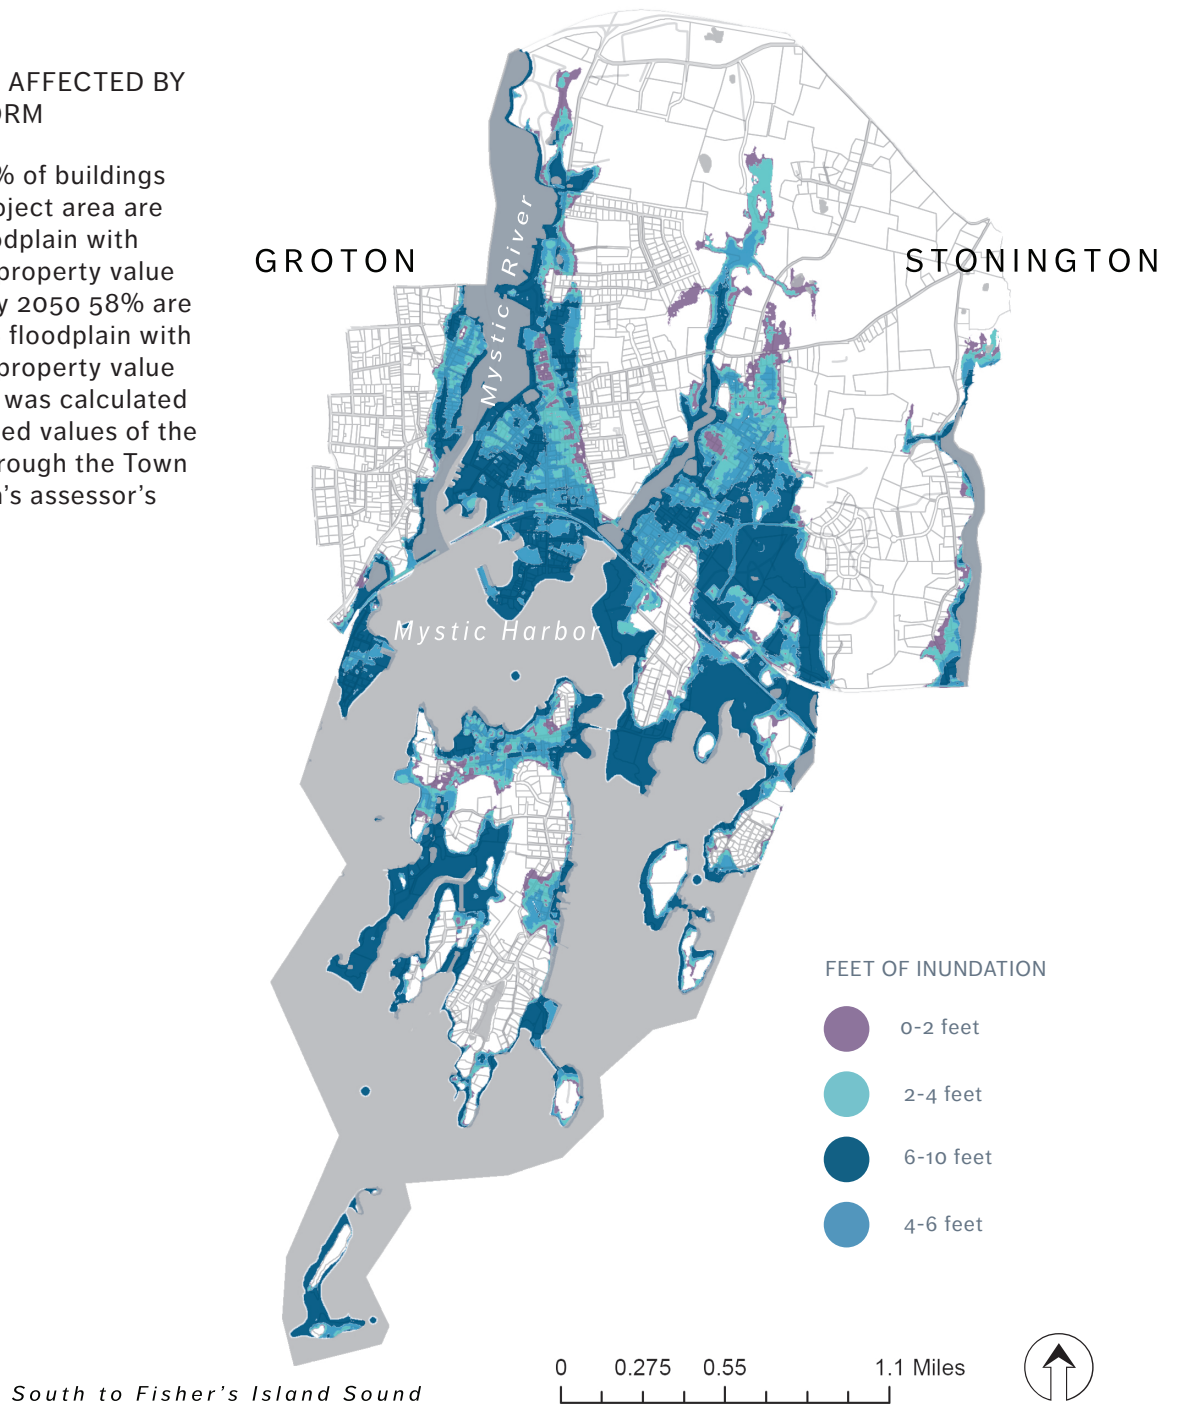 AFFECTED BY
ORM
% of buildings
oject area are
odplain with
property value
y 2050 58% are
floodplain with
property value
was calculated
ed values of the
rough the Town
n's assessor's
GROTON
STONINGTON
Mystic River
Mystic Harbor
FEET OF INUNDATION
0-2 feet
2-4 feet
6-10 feet
4-6 feet
0 0.275 0.55 1.1 Miles
South to Fisher's Island Sound